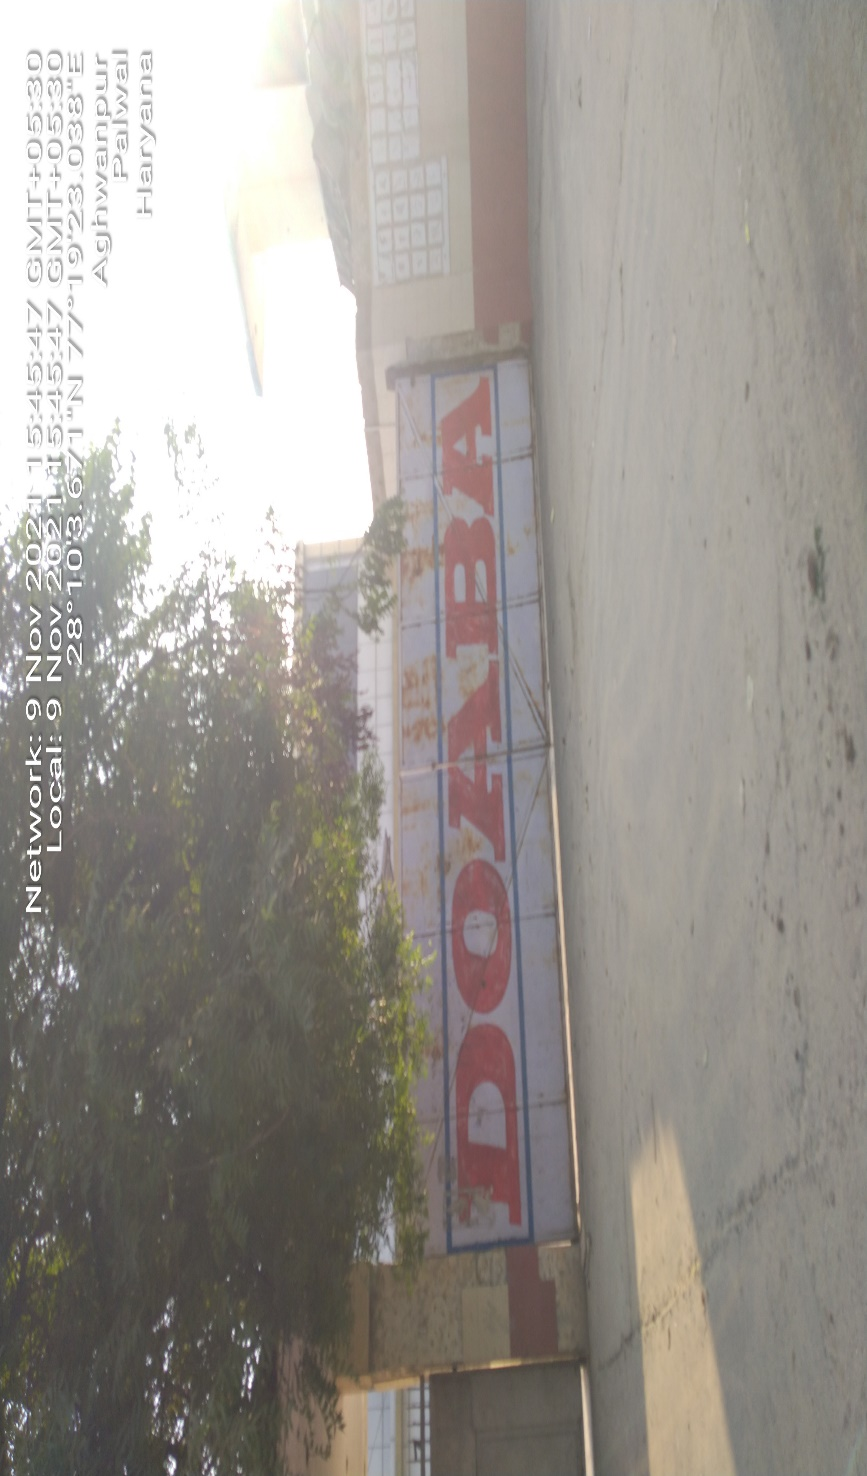 Network: 9 Nov 2021 15:45:47 GMT+05:30
Local: 9 Nov 2021 15:45:47 GMT+05:30
28°10'3.671"N 77°19'23.038"E
Aghwanpur
Palwal
Haryana
DOABA